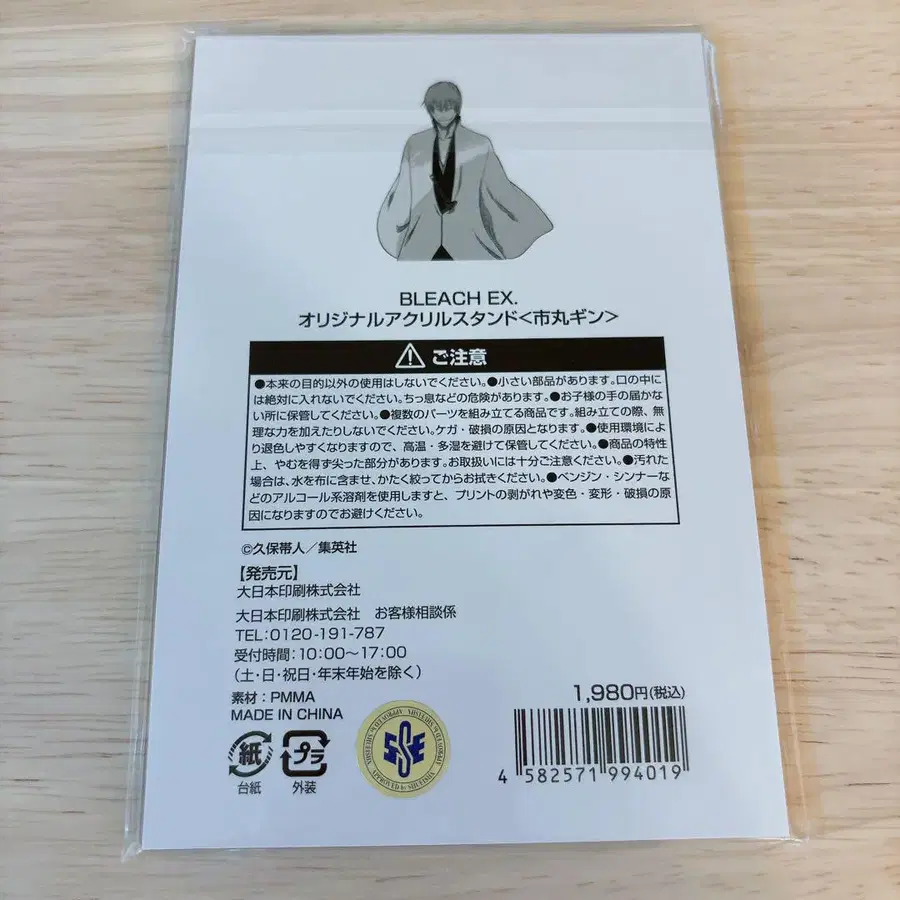 BLEACH EX.
オリジナルアクリルスタンド<市丸ギン>
ご注意
●本来の目的以外の使用はしないでください。●小さい部品があります。口の中に
は絶対に入れないでください。ちっ息などの危険があります。●お子様の手の届かな
い所に保管してください。●複数のパーツを組み立てる商品です。組み立ての際、無
理な力を加えたりしないでください。ケガ・破損の原因となります。●使用環境によ
り退色しやすくなりますので、高温・多湿を避けて保管してください。●商品の特性
上、やむを得ず尖った部分があります。お取扱いには十分ご注意ください。●汚れた
場合は、水を布に含ませ、かたく絞ってからお拭きください。●ベンジン・シンナーな
どのアルコール系溶剤を使用しますと、プリントの剥がれや変色・変形・破損の原
因になりますのでお避けください。
©久保帯人／集英社
【発売元】
大日本印刷株式会社
大日本印刷株式会社 お客様相談係
TEL:0120-191-787
受付時間:10:00〜17:00
(土・日・祝日・年末年始を除く)
素材：PMMA
MADE IN CHINA
紙
台紙
プラ
外装
SSE
APPROVED by SHUEISHA
1,980円(税込)
4 582571 994019